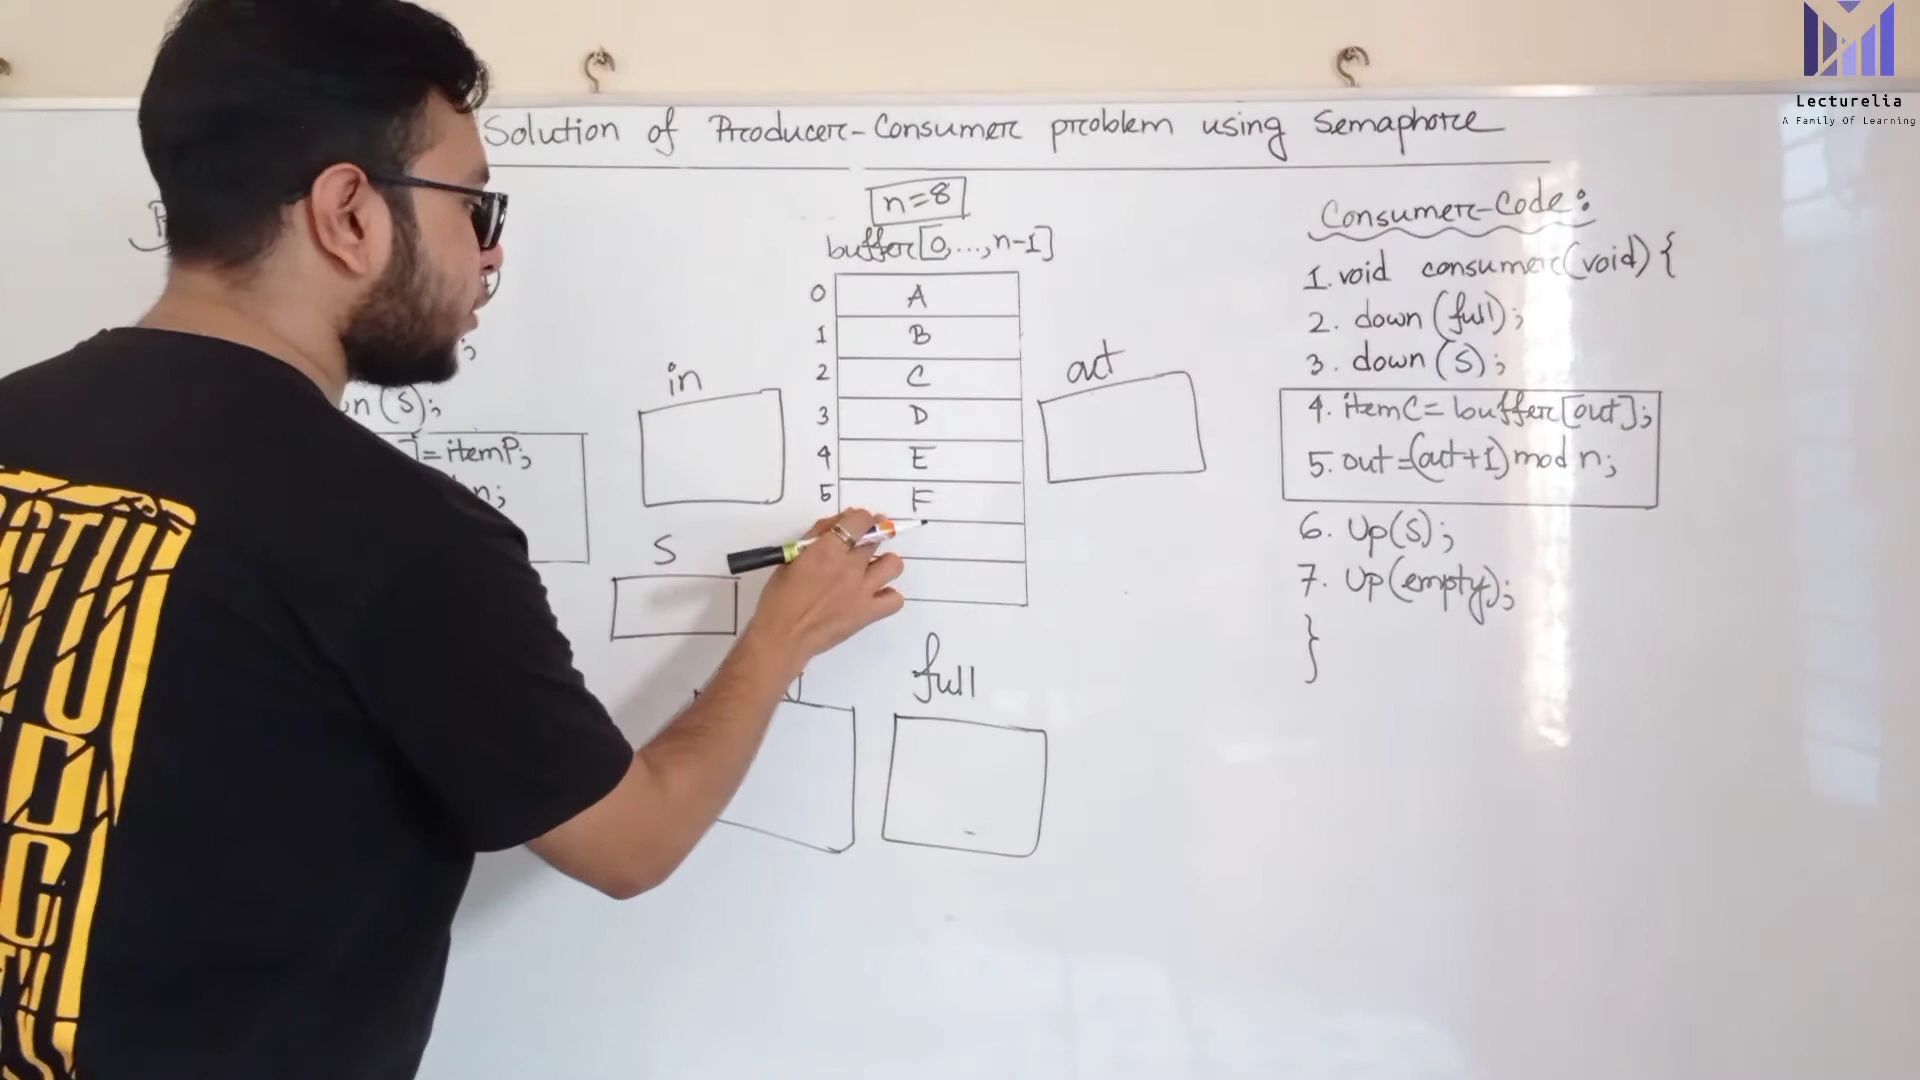 Lecturelia
A Family Of Learning
Solution of Producer-Consumer problem using Semaphore
n=8
buffer[0,...,n-1]
0 A
1 B
2 C
3 D
4 E
5 F
in
out
S
full
(S);
=itemP;
n;
Consumer-Code:
1. void consumer(void){
2. down (full);
3. down (S);
4. itemC= buffer[out];
5. out=(out+1) mod n;
6. Up(S);
7. Up(empty);
}